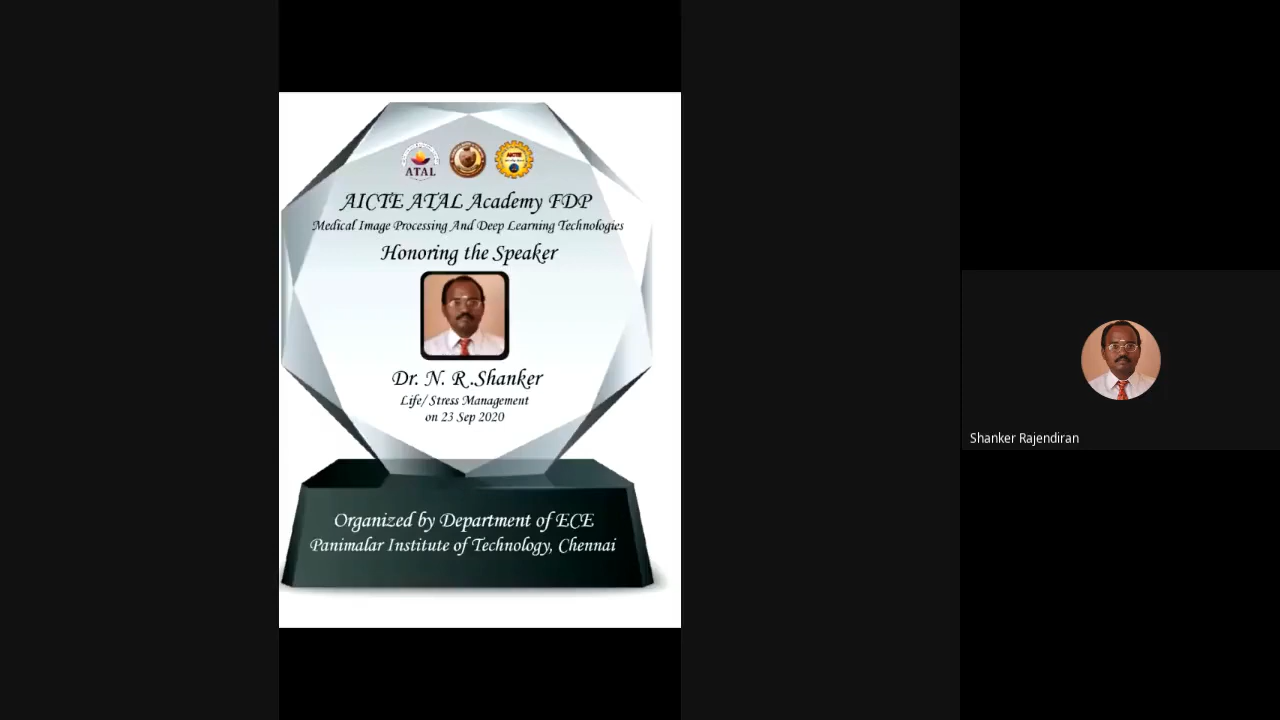 ATAL
AICTE
AICTE ATAL Academy FDP
Medical Image Processing And Deep Learning Technologies
Honoring the Speaker
Dr. N. R .Shanker
Life/ Stress Management
on 23 Sep 2020
Organized by Department of ECE
Panimalar Institute of Technology, Chennai
Shanker Rajendiran